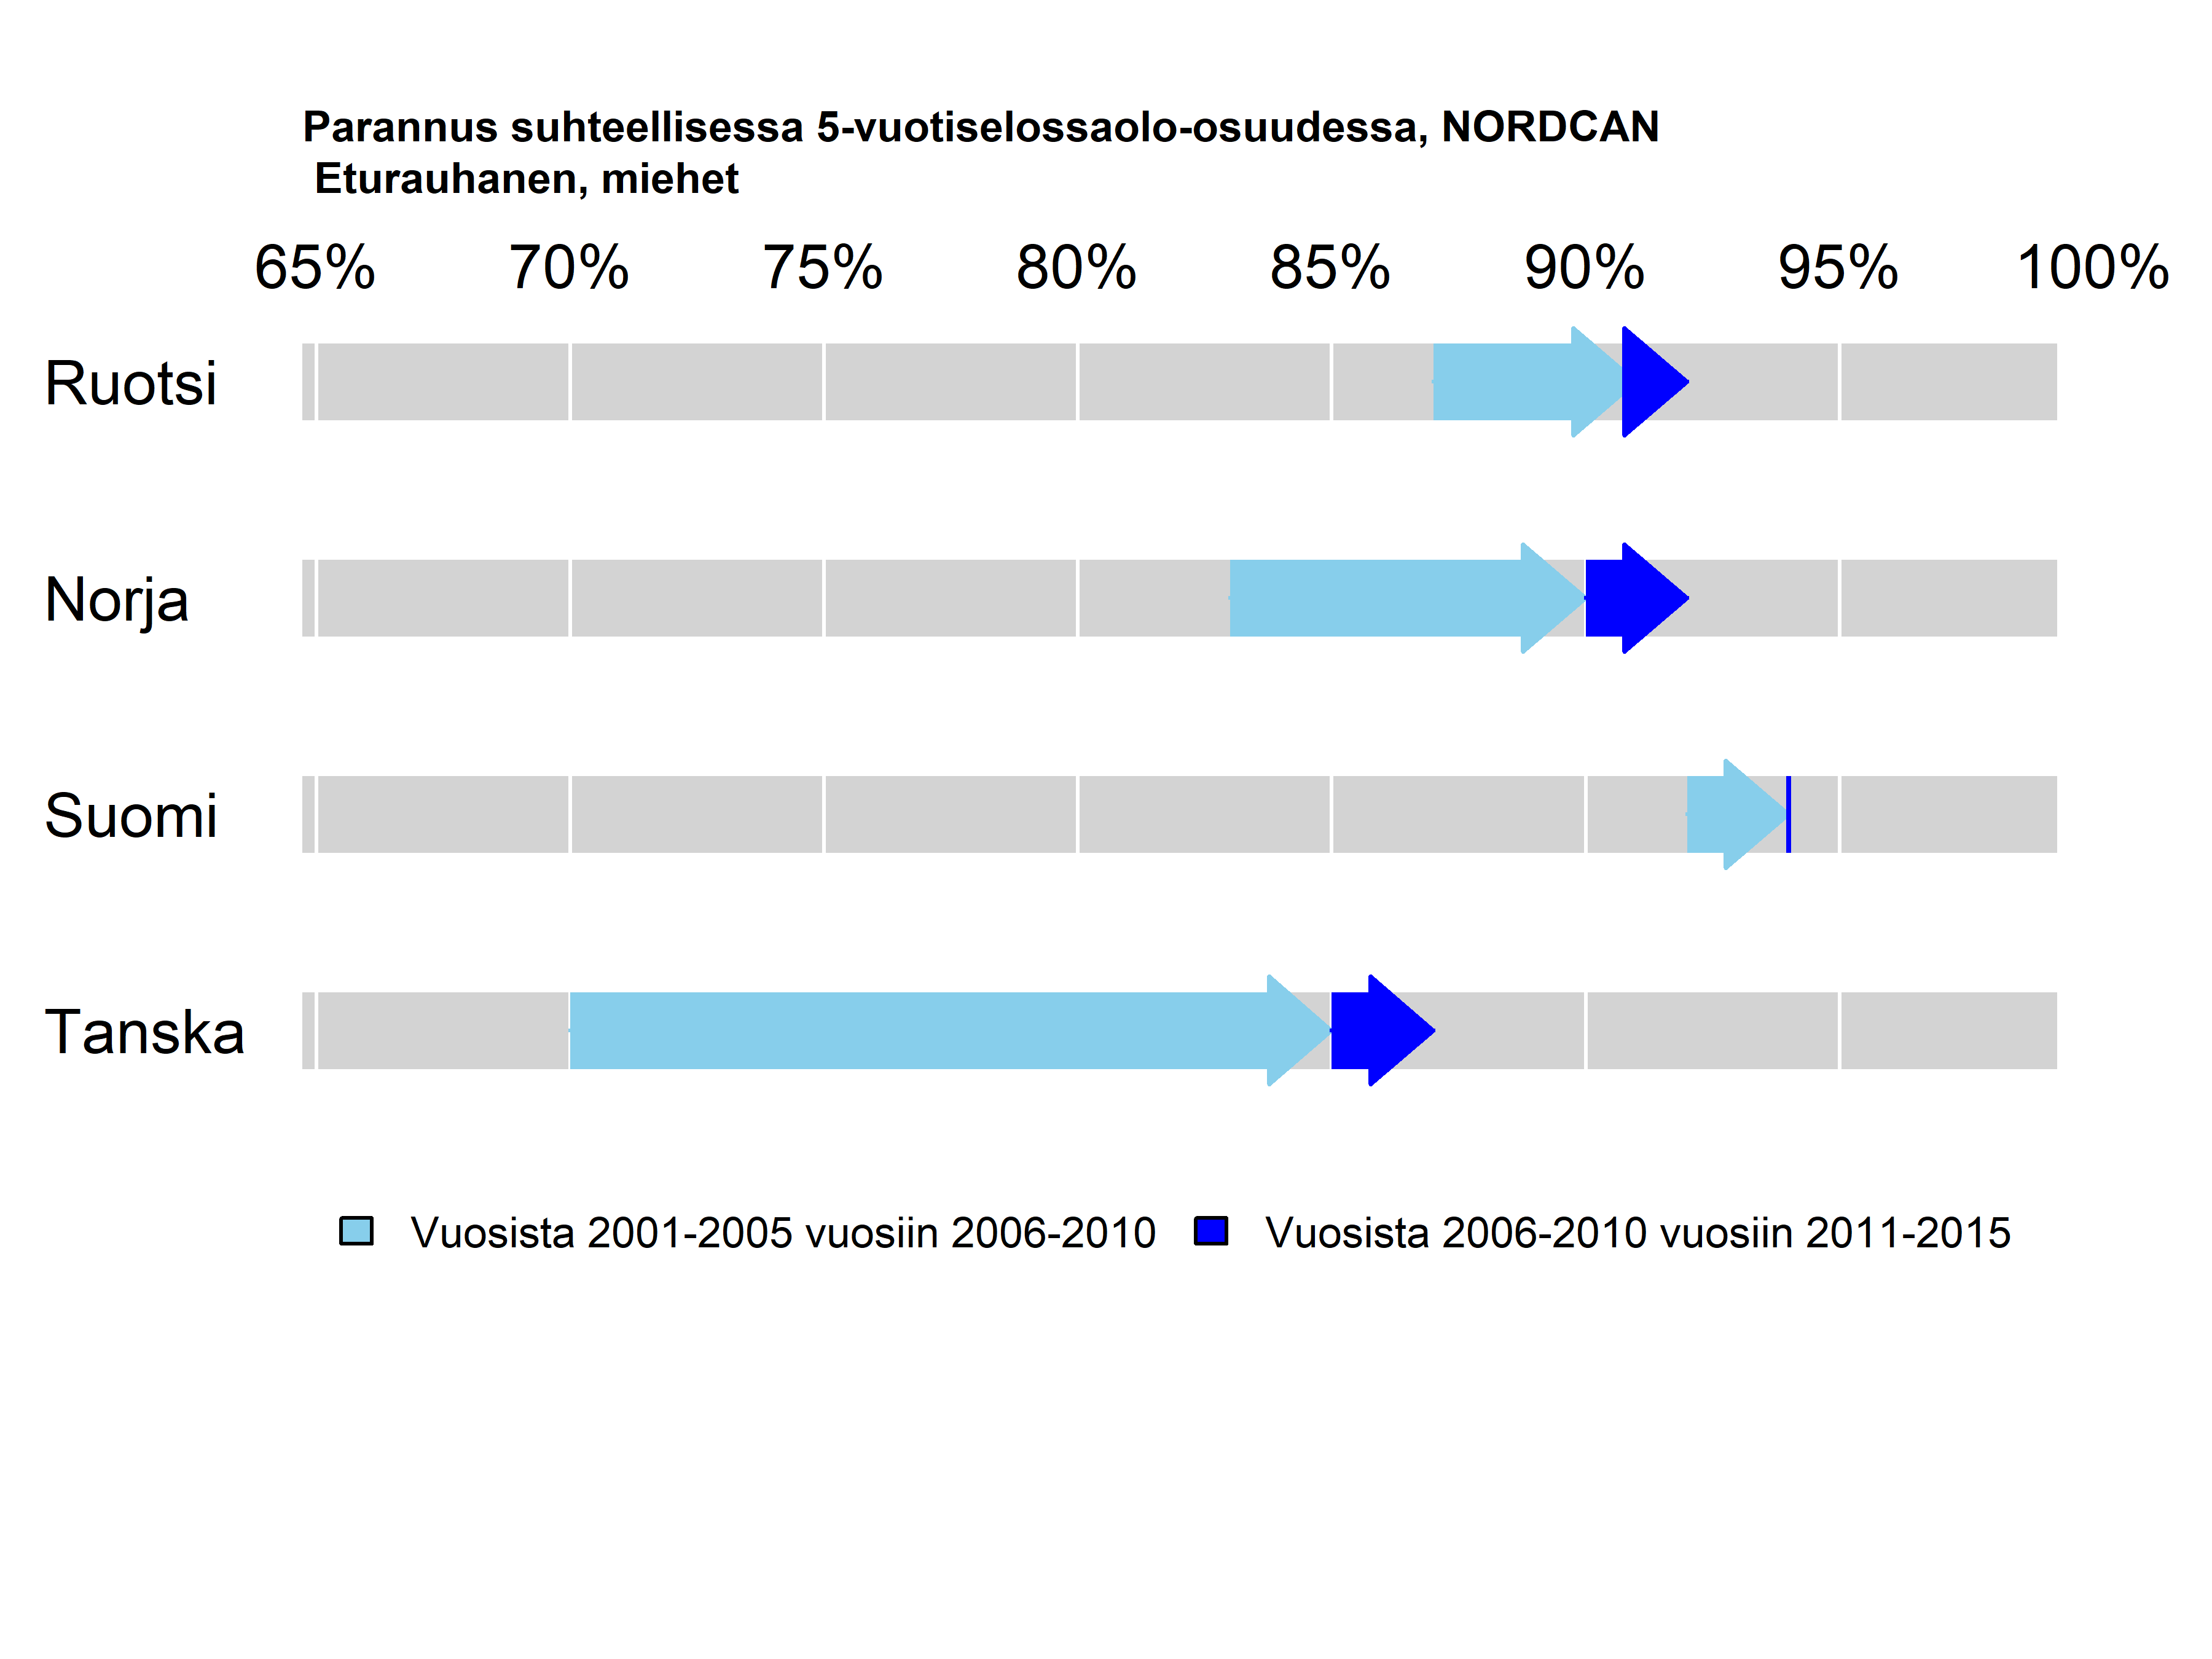 Parannus suhteellisessa 5-vuotiselossaolo-osuudessa, NORDCAN
Eturauhanen, miehet
65% 70% 75% 80% 85% 90% 95% 100%
Ruotsi
Norja
Suomi
Tanska
Vuosista 2001-2005 vuosiin 2006-2010 Vuosista 2006-2010 vuosiin 2011-2015